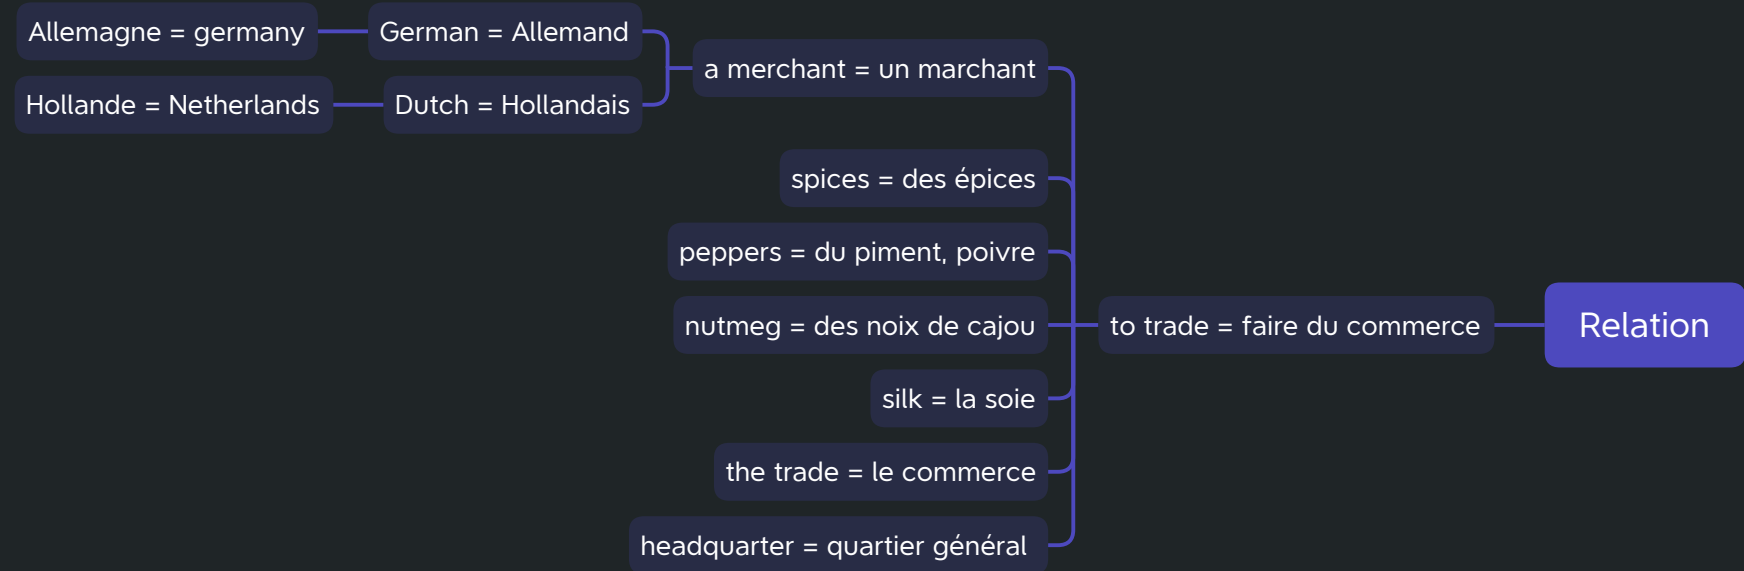 Allemagne = germany
German = Allemand
a merchant = un marchant
Hollande = Netherlands
Dutch = Hollandais
spices = des épices
peppers = du piment, poivre
nutmeg = des noix de cajou
to trade = faire du commerce
Relation
silk = la soie
the trade = le commerce
headquarter = quartier général